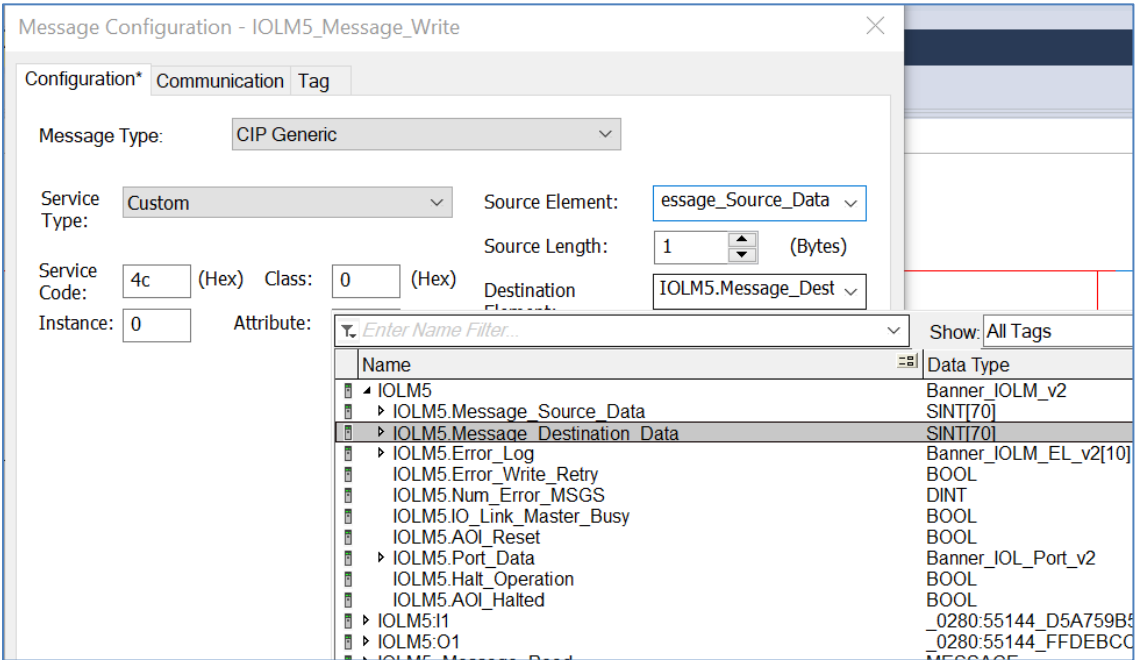 Message Configuration - IOLM5_Message_Write
Configuration* Communication Tag
Message Type: CIP Generic
Service Type: Custom Source Element: essage_Source_Data
Source Length: 1 (Bytes)
Service Code: 4c (Hex) Class: 0 (Hex) Destination IOLM5.Message_Dest
Instance: 0 Attribute:
Enter Name Filter... Show: All Tags
Name Data Type
IOLM5 Banner_IOLM_v2
IOLM5.Message_Source_Data SINT[70]
IOLM5.Message_Destination_Data SINT[70]
IOLM5.Error_Log Banner_IOLM_EL_v2[10]
IOLM5.Error_Write_Retry BOOL
IOLM5.Num_Error_MSGS DINT
IOLM5.IO_Link_Master_Busy BOOL
IOLM5.AOI_Reset BOOL
IOLM5.Port_Data Banner_IOL_Port_v2
IOLM5.Halt_Operation BOOL
IOLM5.AOI_Halted BOOL
IOLM5:I1 _0280:55144_D5A759B5
IOLM5:O1 _0280:55144_FFDEBCC